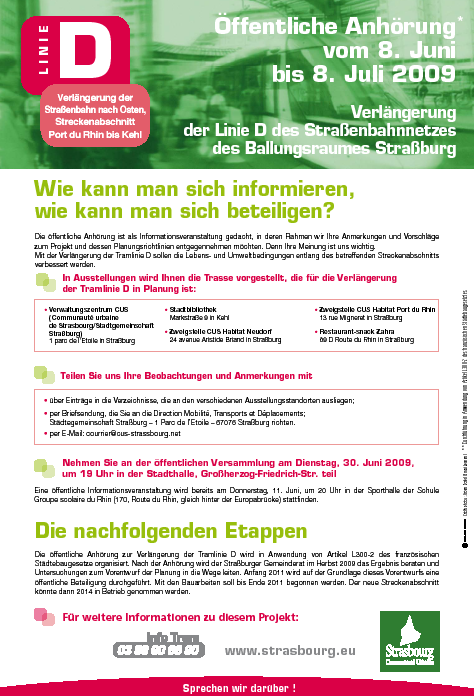 LINIE
D
Verlängerung der
Straßenbahn nach Osten,
Streckenabschnitt
Port du Rhin bis Kehl
Öffentliche Anhörung*
vom 8. Juni
bis 8. Juli 2009
Verlängerung
der Linie D des Straßenbahnnetzes
des Ballungsraumes Straßburg
Wie kann man sich informieren,
wie kann man sich beteiligen?
Die öffentliche Anhörung ist als Informationsveranstaltung gedacht, in deren Rahmen wir Ihre Anmerkungen und Vorschläge
zum Projekt und dessen Planungsrichtlinien entgegennehmen möchten. Denn Ihre Meinung ist uns wichtig.
Mit der Verlängerung der Tramlinie D sollen die Lebens- und Umweltbedingungen entlang des betreffenden Streckenabschnitts
verbessert werden.
In Ausstellungen wird Ihnen die Trasse vorgestellt, die für die Verlängerung
der Tramlinie D in Planung ist:
• Verwaltungszentrum CUS
(Communauté urbaine
de Strasbourg/Stadtgemeinschaft
Straßburg)
1 parc de l'Etoile in Straßburg
• Stadtbibliothek
Marktstraße 9 in Kehl
• Zweigstelle CUS Habitat Neudorf
24 avenue Aristide Briand in Straßburg
• Zweigstelle CUS Habitat Port du Rhin
13 rue Migneret in Straßburg
• Restaurant-snack Zahra
69 D Route du Rhin in Straßburg
Teilen Sie uns Ihre Beobachtungen und Anmerkungen mit
• über Einträge in die Verzeichnisse, die an den verschiedenen Ausstellungsstandorten ausliegen;
• per Briefsendung, die Sie an die Direction Mobilité, Transports et Déplacements;
Städtegemeinschaft Straßburg – 1 Parc de l'Etoile – 67076 Straßburg richten.
• per E-Mail: courrier@cus-strassbourg.net
Nehmen Sie an der öffentlichen Versammlung am Dienstag, 30. Juni 2009,
um 19 Uhr in der Stadthalle, Großherzog-Friedrich-Str. teil
Eine öffentliche Informationsveranstaltung wird bereits am Donnerstag, 11. Juni, um 20 Uhr in der Sporthalle der Schule
Groupe scolaire du Rhin (170, Route du Rhin, gleich hinter der Europabrücke) stattfinden.
Die nachfolgenden Etappen
Die öffentliche Anhörung zur Verlängerung der Tramlinie D wird in Anwendung von Artikel L300-2 des französischen
Städtebaugesetze organisiert. Nach der Anhörung wird der Straßburger Gemeinderat im Herbst 2009 das Ergebnis beraten und
Untersuchungen zum Vorentwurf der Planung in die Wege leiten. Anfang 2011 wird auf der Grundlage dieses Vorentwurfs eine
öffentliche Beteiligung durchgeführt. Mit den Bauarbeiten soll bis Ende 2011 begonnen werden. Der neue Streckenabschnitt
könnte dann 2014 in Betrieb genommen werden.
Für weitere Informationen zu diesem Projekt:
Info Tram
03 88 60 96 80
www.strasbourg.eu
Strasbourg
Sprechen wir darüber !